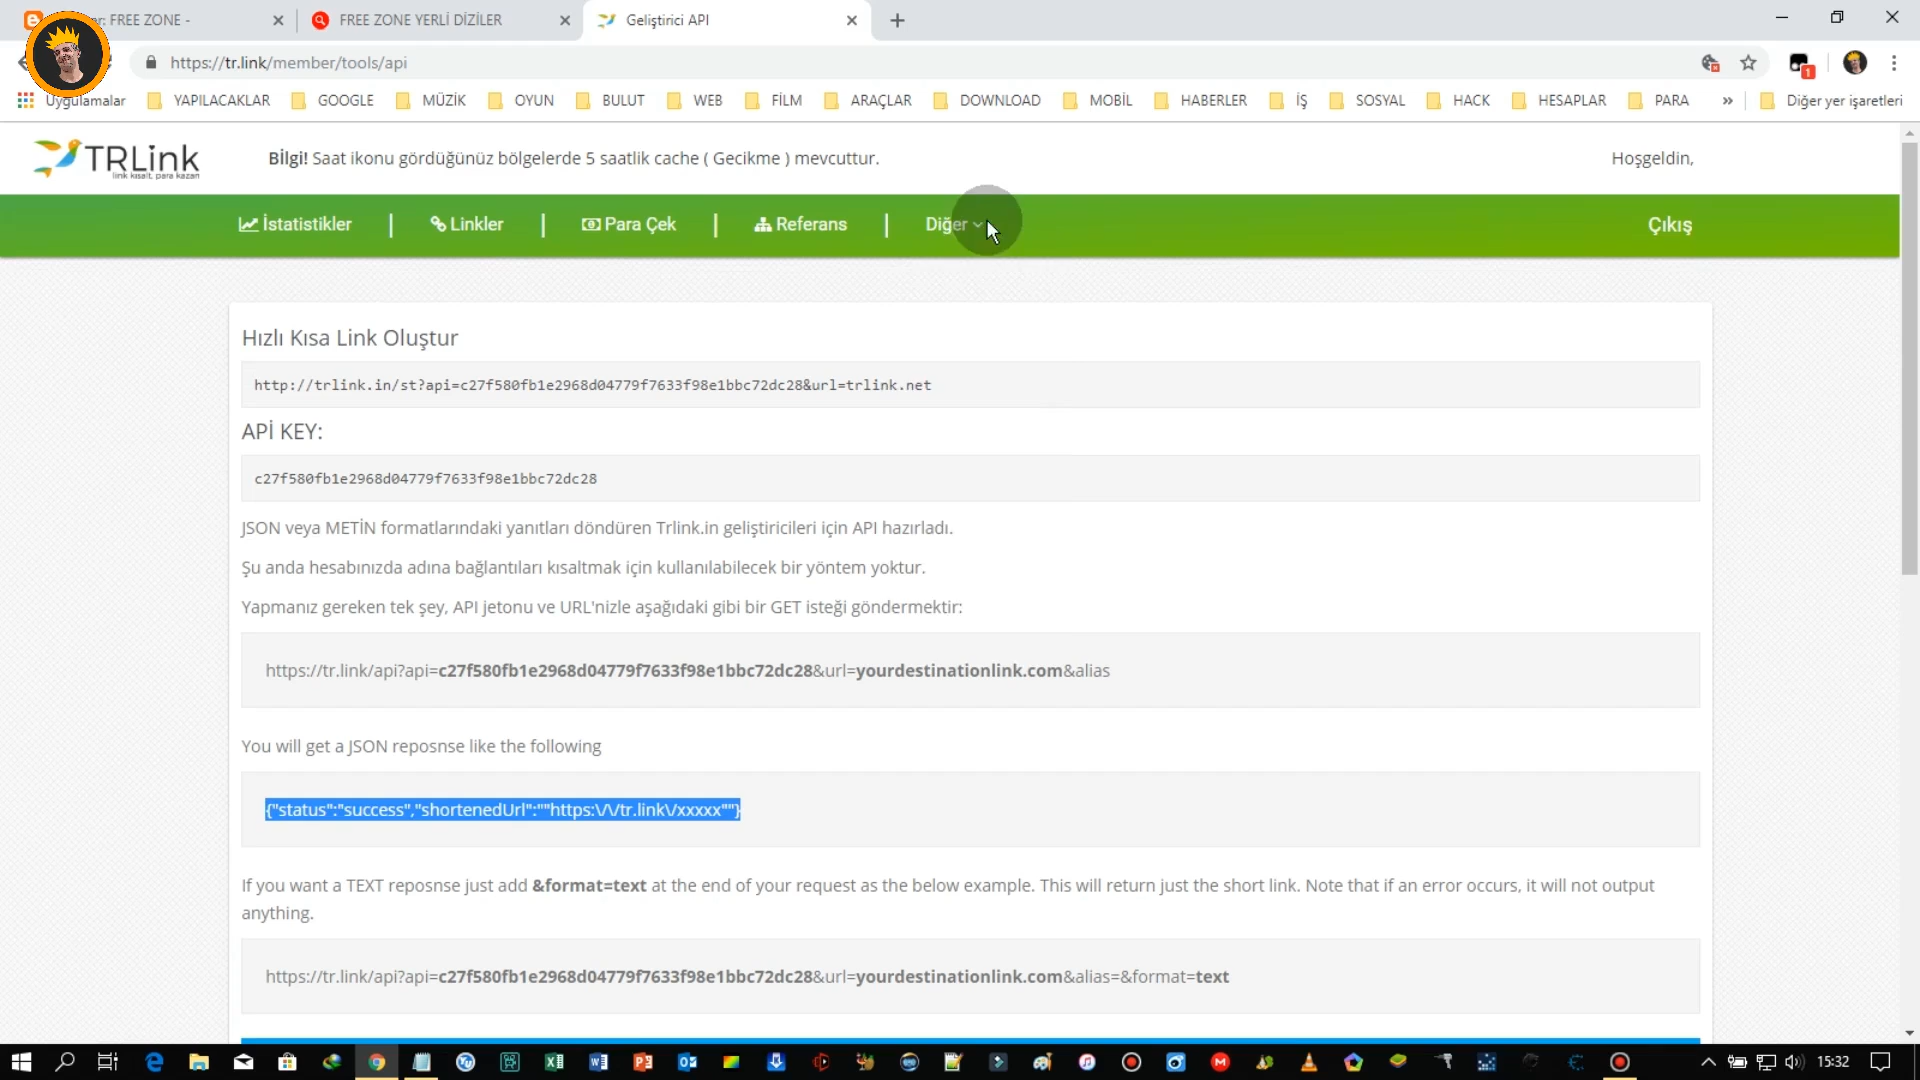 FREE ZONE -
FREE ZONE YERLİ DİZİLER
Geliştirici API
https://tr.link/member/tools/api
1
Uygulamalar
YAPILACAKLAR
GOOGLE
MÜZİK
OYUN
BULUT
WEB
FİLM
ARAÇLAR
DOWNLOAD
MOBİL
HABERLER
İŞ
SOSYAL
HACK
HESAPLAR
PARA
»
Diğer yer işaretleri
TRLink
link kısalt, para kazan
Bİlgi! Saat ikonu gördüğünüz bölgelerde 5 saatlik cache ( Gecikme ) mevcuttur.
Hoşgeldin,
İstatistikler | Linkler | Para Çek | Referans | Diğer
Çıkış
Hızlı Kısa Link Oluştur
http://trlink.in/st?api=c27f580fb1e2968d04779f7633f98e1bbc72dc28&url=trlink.net
APİ KEY:
c27f580fb1e2968d04779f7633f98e1bbc72dc28
JSON veya METİN formatlarındaki yanıtları döndüren Trlink.in geliştiricileri için API hazırladı.
Şu anda hesabınızda adına bağlantıları kısaltmak için kullanılabilecek bir yöntem yoktur.
Yapmanız gereken tek şey, API jetonu ve URL'nizle aşağıdaki gibi bir GET isteği göndermektir:
https://tr.link/api?api=c27f580fb1e2968d04779f7633f98e1bbc72dc28&url=yourdestinationlink.com&alias
You will get a JSON reposnse like the following
{"status":"success","shortenedUrl":""https:\/\/tr.link\/xxxxx""}
If you want a TEXT reposnse just add &format=text at the end of your request as the below example. This will return just the short link. Note that if an error occurs, it will not output
anything.
https://tr.link/api?api=c27f580fb1e2968d04779f7633f98e1bbc72dc28&url=yourdestinationlink.com&alias=&format=text
15:32